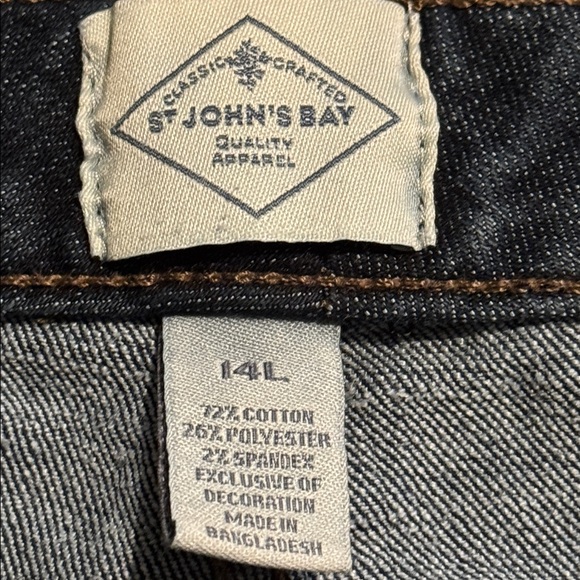 CLASSIC CRAFTED
ST JOHN'S BAY
QUALITY
APPAREL
14L
72% COTTON
26% POLYESTER
2% SPANDEX
EXCLUSIVE OF
DECORATION
MADE IN
BANGLADESH